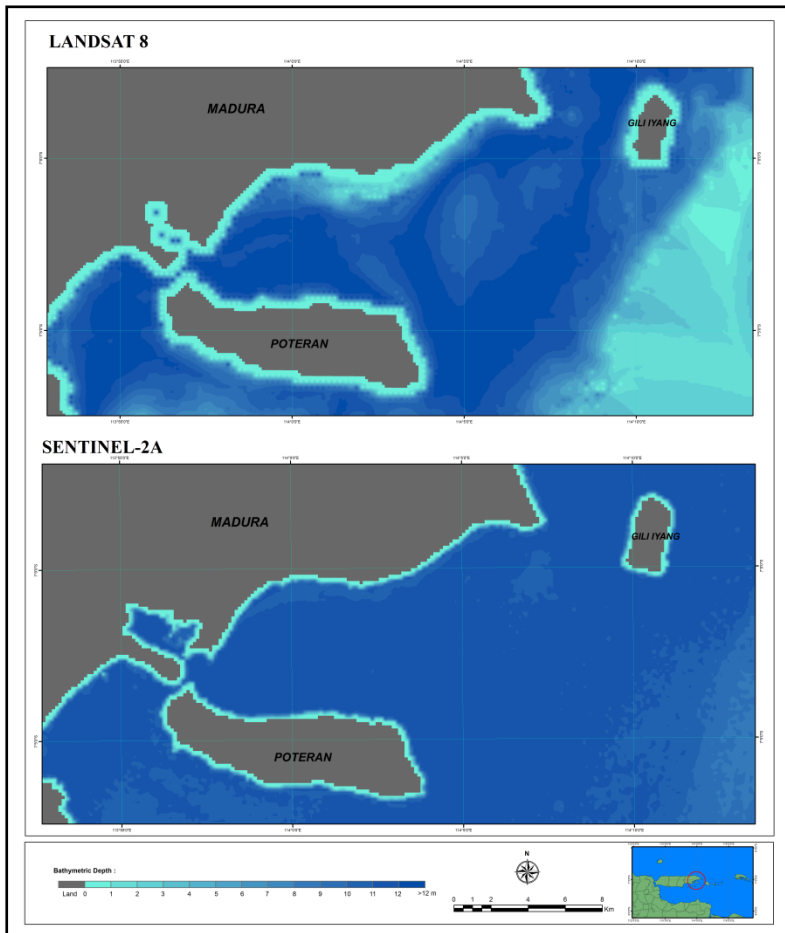 LANDSAT 8
MADURA
GILI IYANG
POTERAN
SENTINEL-2A
MADURA
GILI IYANG
POTERAN
Bathymetric Depth :
Land 0 1 2 3 4 5 6 7 8 9 10 11 12 >12 m
N
0 1 2 4 6 8
Km